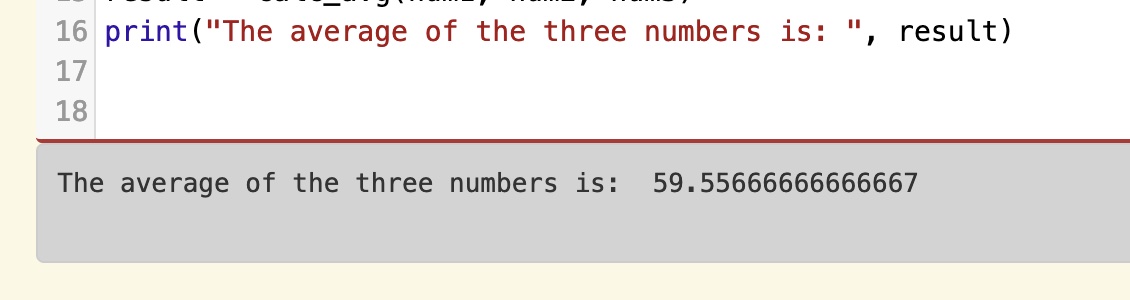 16 print("The average of the three numbers is: ", result)
17
18
The average of the three numbers is:  59.55666666666667